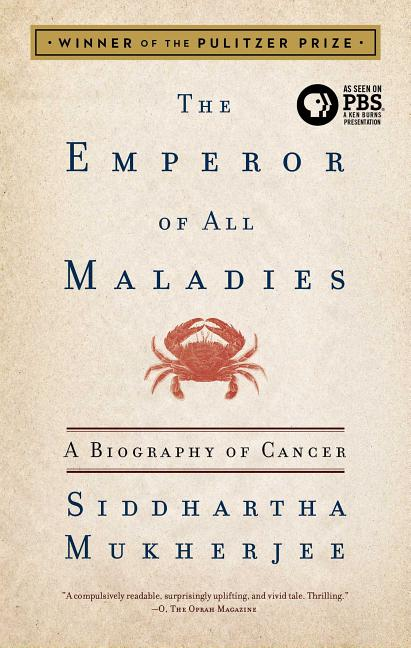 · WINNER OF THE PULITZER PRIZE ·
AS SEEN ON
PBS®
A KEN BURNS
PRESENTATION
THE
EMPEROR
OF ALL
MALADIES
A BIOGRAPHY OF CANCER
SIDDHARTHA
MUKHERJEE
"A compulsively readable, surprisingly uplifting, and vivid tale. Thrilling."
—O, THE OPRAH MAGAZINE